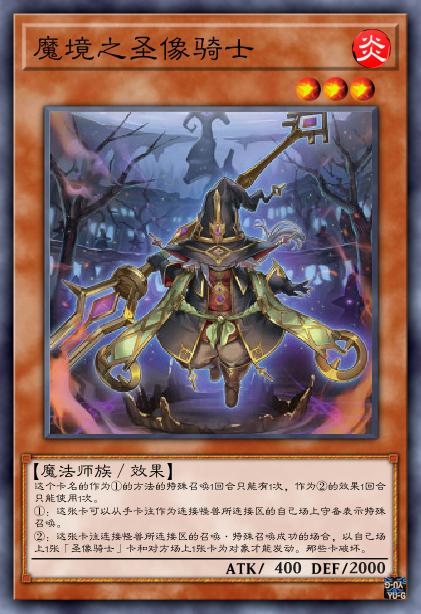 魔境之圣像骑士
炎
【魔法师族／效果】
这个卡名的作为①的方法的特殊召唤1回合只能有1次，作为②的效果1回合
只能使用1次。
①：这张卡可以从手卡往作为连接怪兽所连接区的自己场上守备表示特殊
召唤。
②：这张卡往连接怪兽所连接区的召唤·特殊召唤成功的场合，以自己场
上1张「圣像骑士」卡和对方场上1张卡为对象才能发动。那些卡破坏。
ATK/ 400 DEF/2000